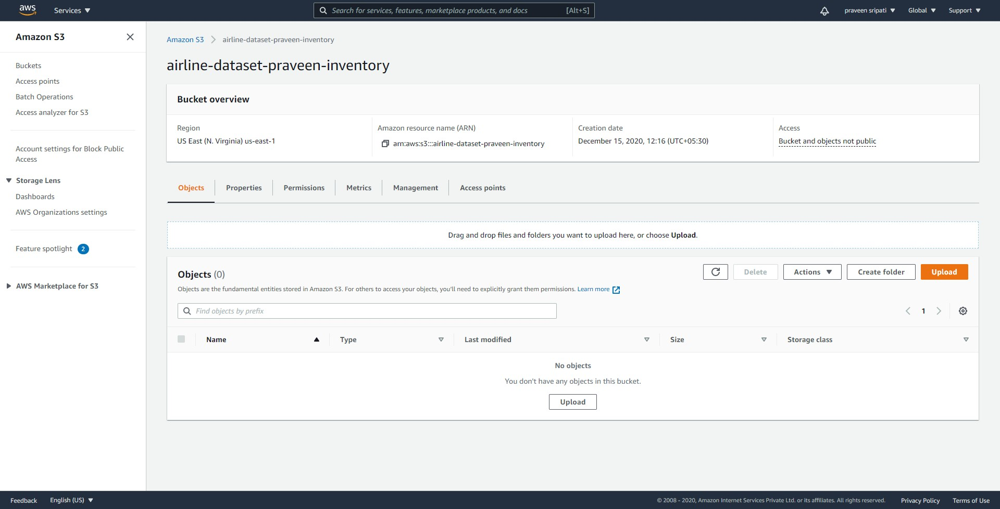 aws
Services
Search for services, features, marketplace products, and docs [Alt+S]
praveen sripati
Global
Support
Amazon S3
Buckets
Access points
Batch Operations
Access analyzer for S3
Account settings for Block Public
Access
Storage Lens
Dashboards
AWS Organizations settings
Feature spotlight 2
AWS Marketplace for S3
Amazon S3 airline-dataset-praveen-inventory
airline-dataset-praveen-inventory
Bucket overview
Region
US East (N. Virginia) us-east-1
Amazon resource name (ARN)
arn:aws:s3:::airline-dataset-praveen-inventory
Creation date
December 15, 2020, 12:16 (UTC+05:30)
Access
Bucket and objects not public
Objects Properties Permissions Metrics Management Access points
Drag and drop files and folders you want to upload here, or choose Upload.
Objects (0)
Delete Actions Create folder Upload
Objects are the fundamental entities stored in Amazon S3. For others to access your objects, you'll need to explicitly grant them permissions. Learn more
Find objects by prefix
1
Name Type Last modified Size Storage class
No objects
You don't have any objects in this bucket.
Upload
Feedback English (US) © 2008 - 2020, Amazon Internet Services Private Ltd. or its affiliates. All rights reserved. Privacy Policy Terms of Use